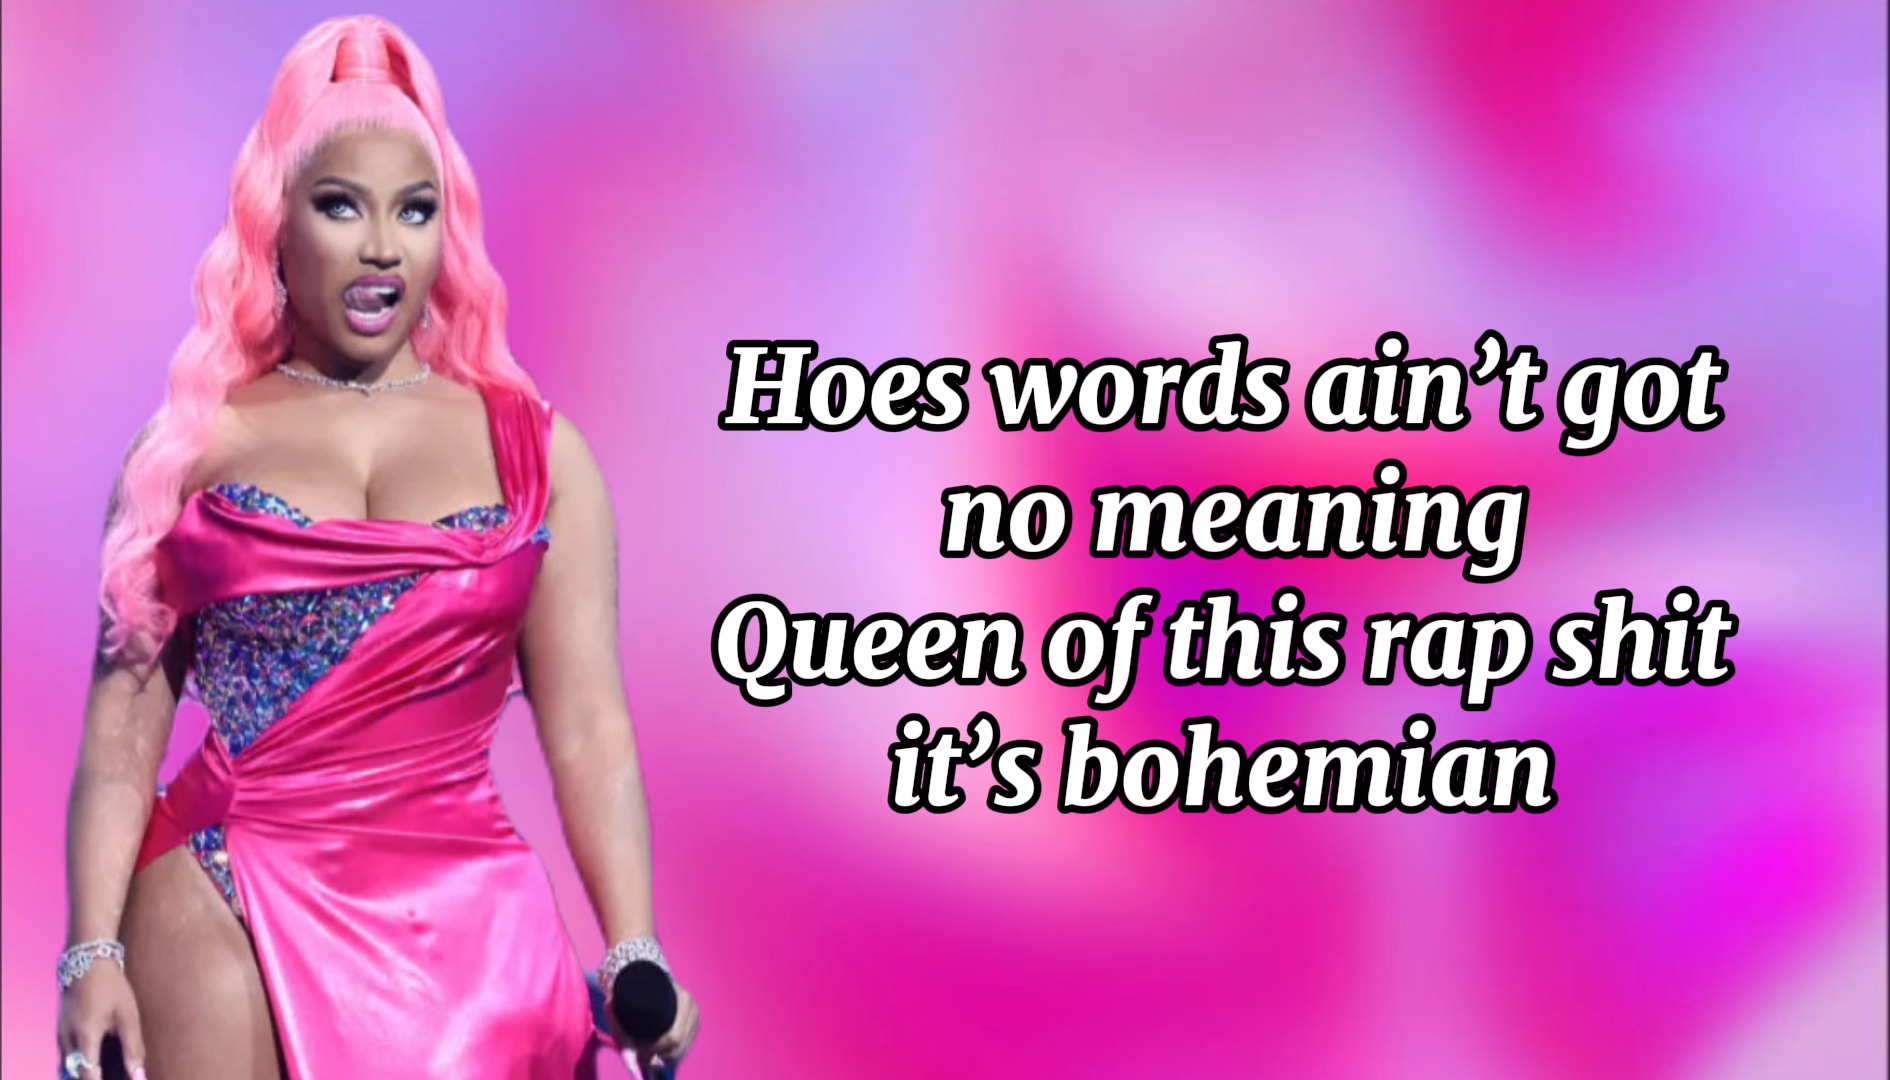 Hoes words ain’t got
no meaning
Queen of this rap shit
it’s bohemian